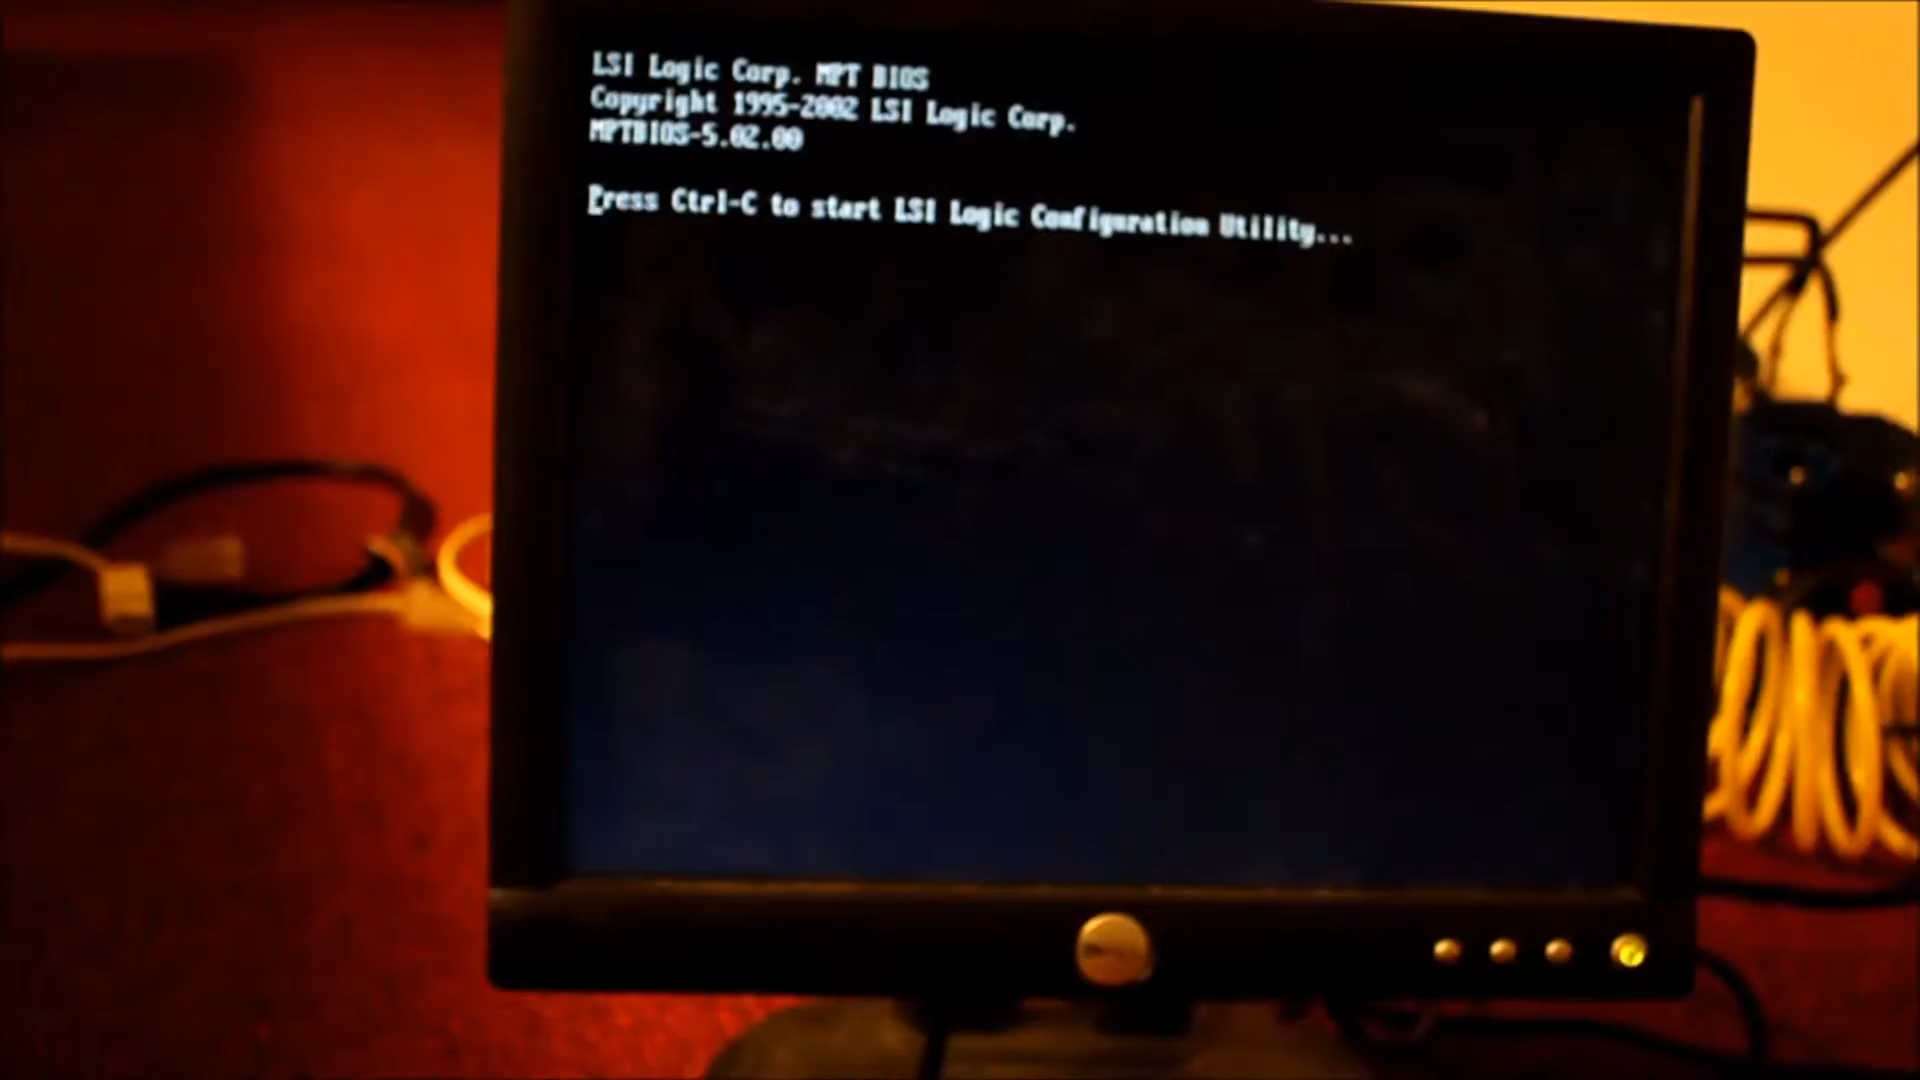 LSI Logic Corp. MPT BIOS
Copyright 1995-2002 LSI Logic Corp.
MPTBIOS-5.02.00
Press Ctrl-C to start LSI Logic Configuration Utility...